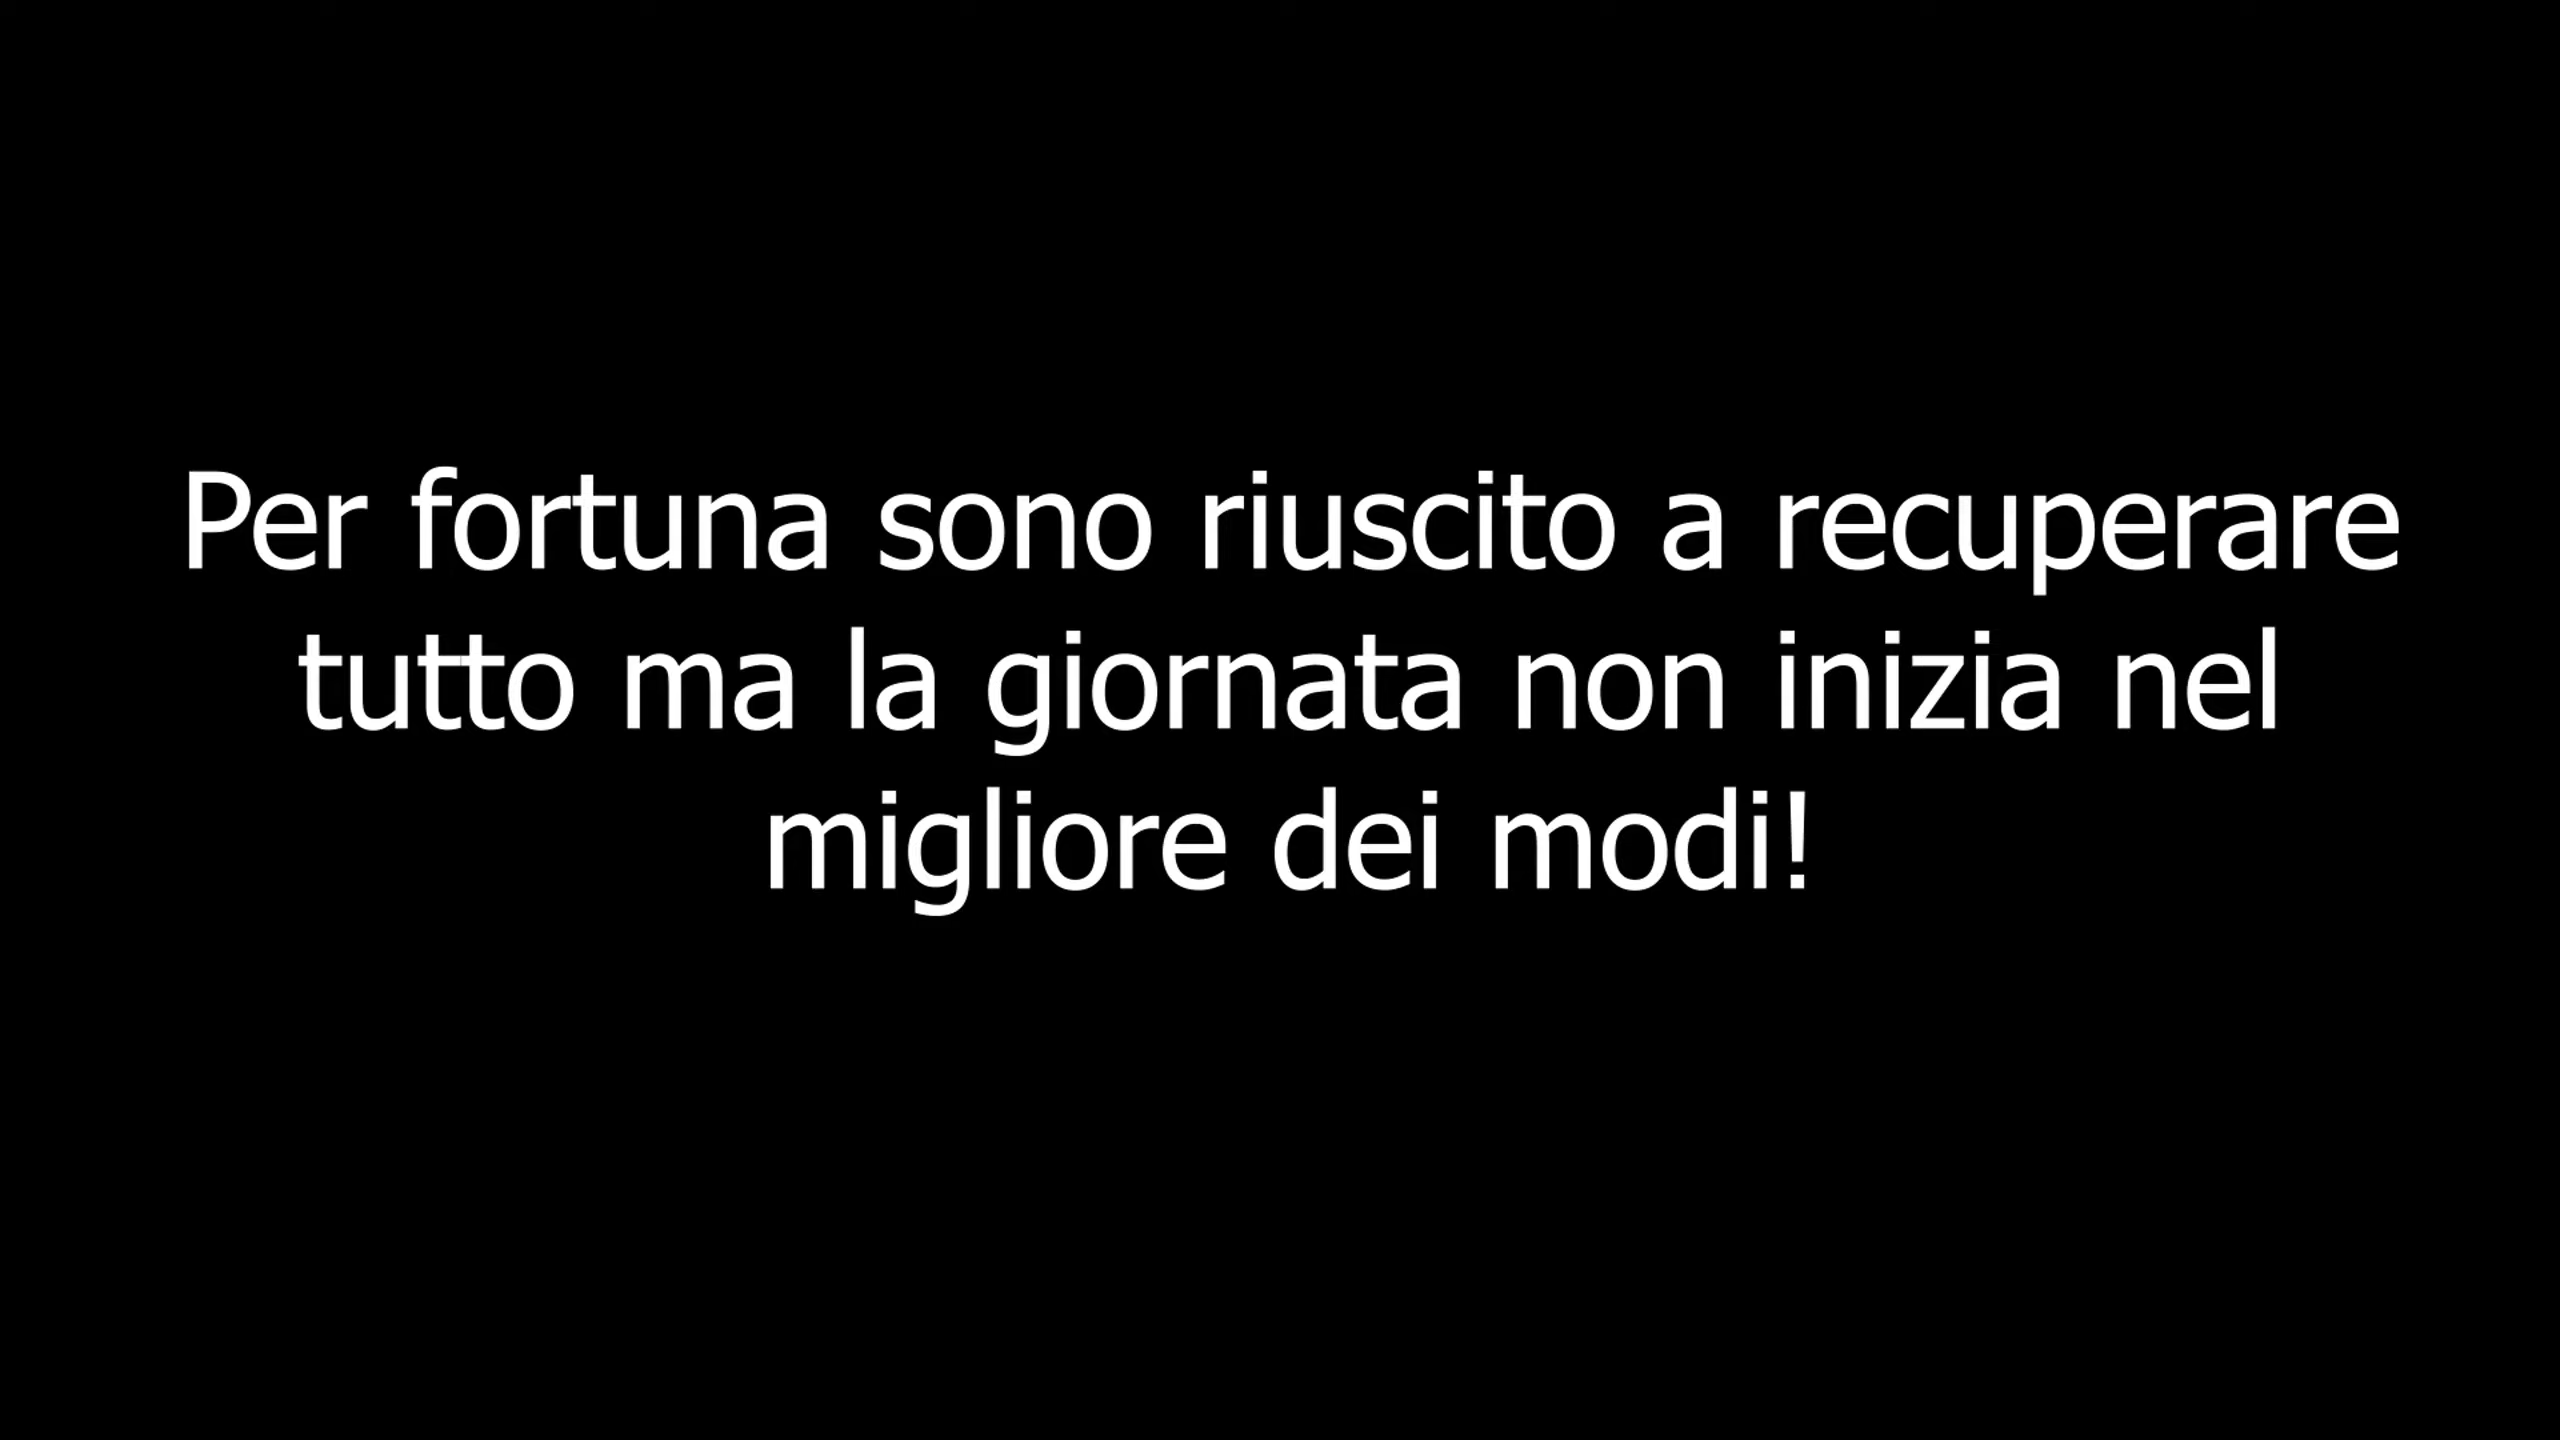 Per fortuna sono riuscito a recuperare
tutto ma la giornata non inizia nel
migliore dei modi!